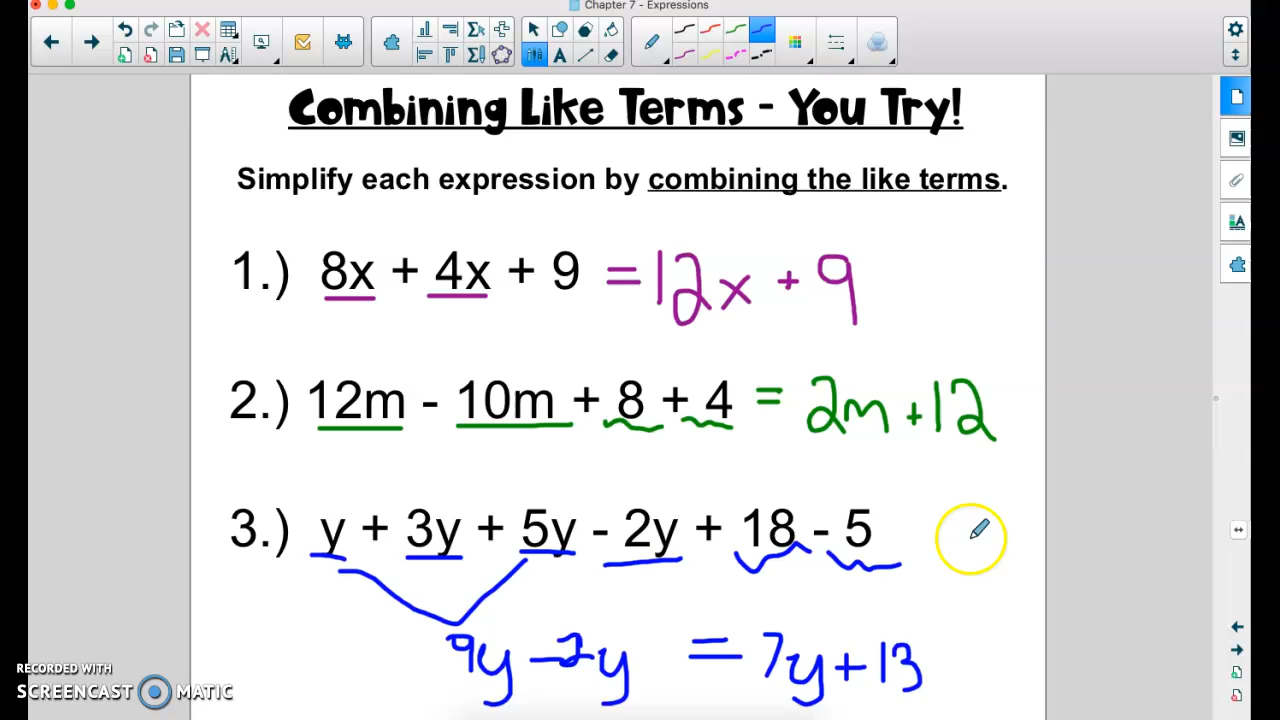 Chapter 7 - Expressions
Combining Like Terms - You Try!
Simplify each expression by combining the like terms.
1.) 8x + 4x + 9 = 12x + 9
2.) 12m - 10m + 8 + 4 = 2m + 12
3.) y + 3y + 5y - 2y + 18 - 5
9y - 2y = 7y + 13
RECORDED WITH
SCREENCAST MATIC